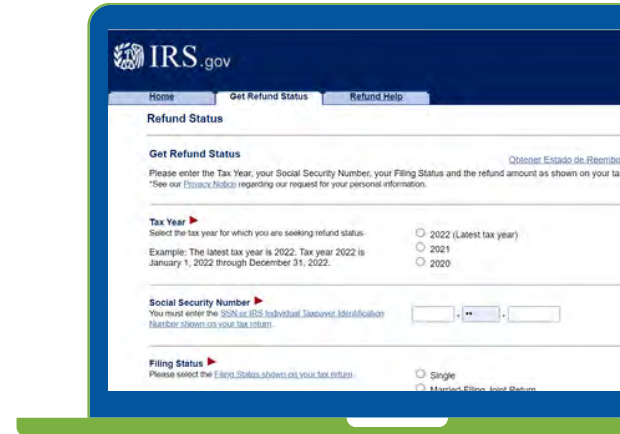 IRS.gov
Home Get Refund Status Refund Help
Refund Status
Get Refund Status
Obtener Estado de Reembo
Please enter the Tax Year, your Social Security Number, your Filing Status and the refund amount as shown on your ta
*See our Privacy Notice regarding our request for your personal information.
Tax Year
Select the tax year for which you are seeking refund status
Example: The latest tax year is 2022. Tax year 2022 is
January 1, 2022 through December 31, 2022.
2022 (Latest tax year)
2021
2020
Social Security Number
You must enter the SSN or IRS Individual Taxpayer Identification
Number shown on your tax return.
- •• -
Filing Status
Please select the Filing Status shown on your tax return.
Single
Married-Filing Joint Return